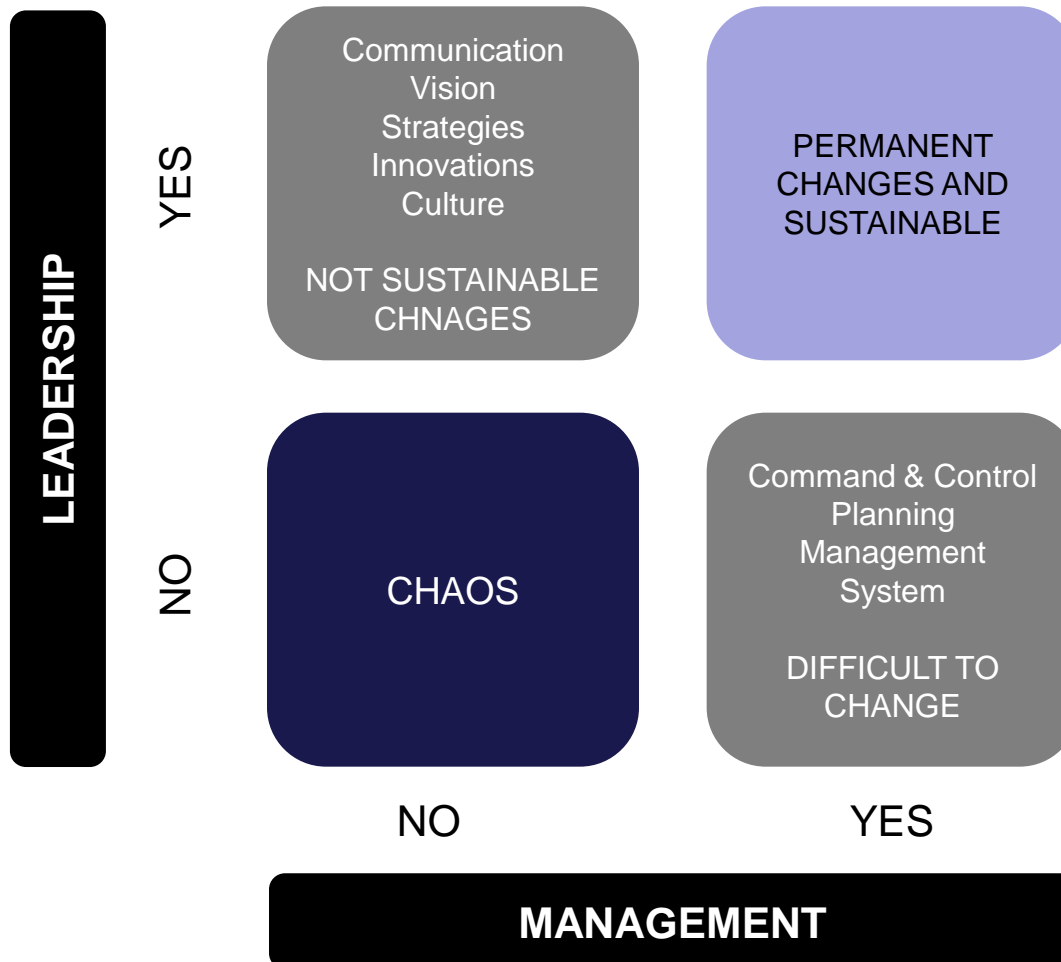 LEADERSHIP
YES
Communication
Vision
Strategies
Innovations
Culture
NOT SUSTAINABLE
CHNAGES
PERMANENT
CHANGES AND
SUSTAINABLE
NO
CHAOS
Command & Control
Planning
Management
System
DIFFICULT TO
CHANGE
NO
YES
MANAGEMENT